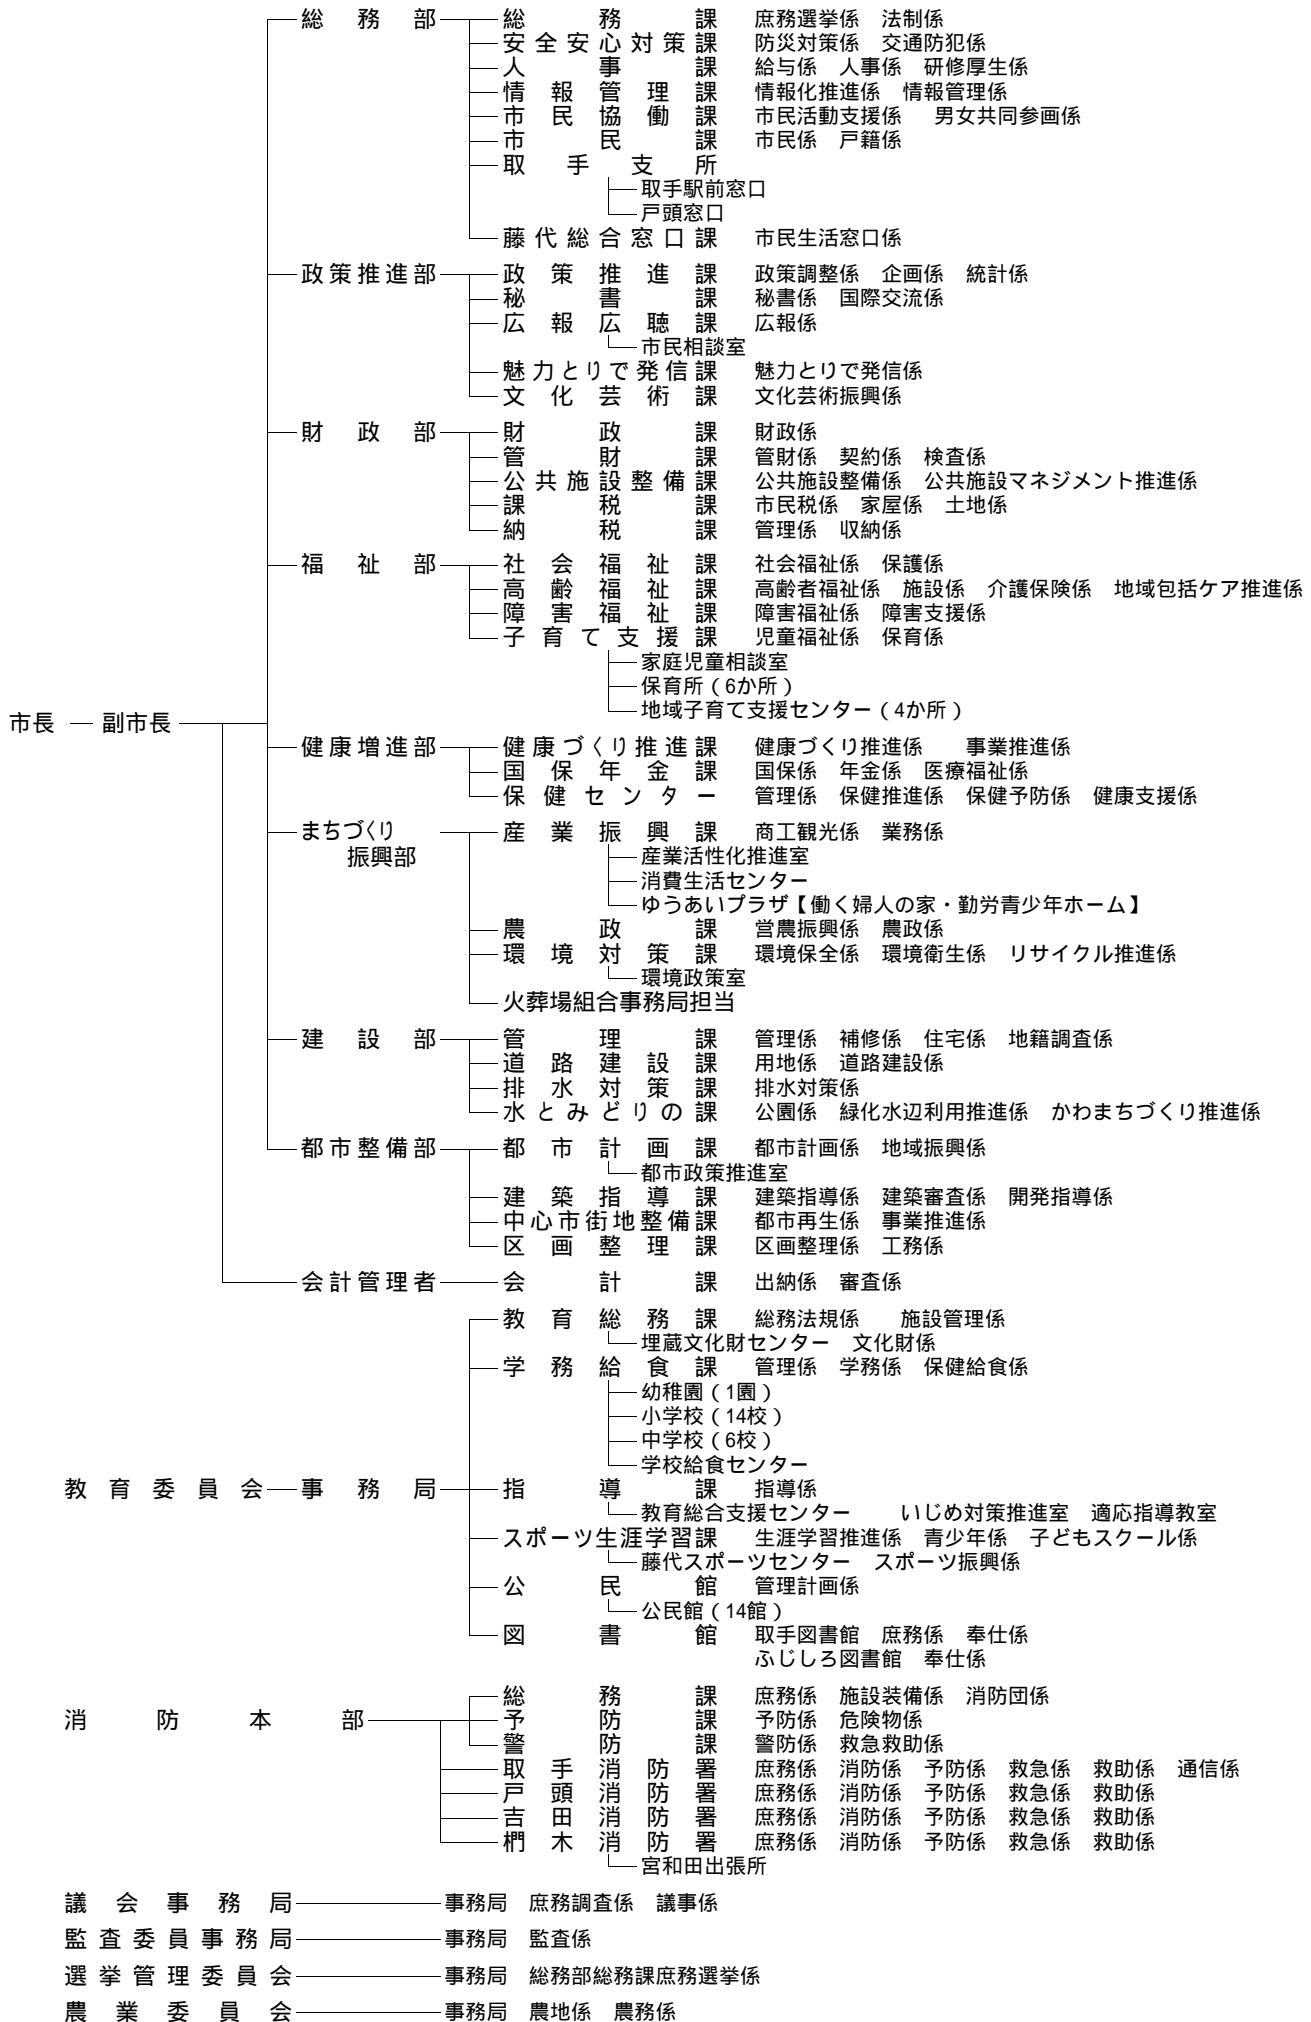 総務部 総務課 庶務選挙係 法制係
安全安心対策課 防災対策係 交通防犯係
人事課 給与係 人事係 研修厚生係
情報管理課 情報化推進係 情報管理係
市民協働課 市民活動支援係 男女共同参画係
市民課 市民係 戸籍係
取手支所
取手駅前窓口
戸頭窓口
藤代総合窓口課 市民生活窓口係
政策推進部 政策推進課 政策調整係 企画係 統計係
秘書課 秘書係 国際交流係
広報広聴課 広報係
市民相談室
魅力とりで発信課 魅力とりで発信係
文化芸術課 文化芸術振興係
財政部 財政課 財政係
管財課 管財係 契約係 検査係
公共施設整備課 公共施設整備係 公共施設マネジメント推進係
課税課 市民税係 家屋係 土地係
納税課 管理係 収納係
福祉部 社会福祉課 社会福祉係 保護係
高齢福祉課 高齢者福祉係 施設係 介護保険係 地域包括ケア推進係
障害福祉課 障害福祉係 障害支援係
子育て支援課 児童福祉係 保育係
家庭児童相談室
保育所(6か所)
地域子育て支援センター(4か所)
市長 副市長
健康増進部 健康づくり推進課 健康づくり推進係 事業推進係
国保年金課 国保係 年金係 医療福祉係
保健センター 管理係 保健推進係 保健予防係 健康支援係
まちづくり 産業振興課 商工観光係 業務係
振興部 産業活性化推進室
消費生活センター
ゆうあいプラザ【働く婦人の家・勤労青少年ホーム】
農政課 営農振興係 農政係
環境対策課 環境保全係 環境衛生係 リサイクル推進係
環境政策室
火葬場組合事務局担当
建設部 管理課 管理係 補修係 住宅係 地籍調査係
道路建設課 用地係 道路建設係
排水対策課 排水対策係
水とみどりの課 公園係 緑化水辺利用推進係 かわまちづくり推進係
都市整備部 都市計画課 都市計画係 地域振興係
都市政策推進室
建築指導課 建築指導係 建築審査係 開発指導係
中心市街地整備課 都市再生係 事業推進係
区画整理課 区画整理係 工務係
会計管理者 会計課 出納係 審査係
教育総務課 総務法規係 施設管理係
埋蔵文化財センター 文化財係
学務給食課 管理係 学務係 保健給食係
幼稚園(1園)
小学校(14校)
中学校(6校)
学校給食センター
教育委員会 事務局 指導課 指導係
教育総合支援センター いじめ対策推進室 適応指導教室
スポーツ生涯学習課 生涯学習推進係 青少年係 子どもスクール係
藤代スポーツセンター スポーツ振興係
公民館 管理計画係
公民館(14館)
図書館 取手図書館 庶務係 奉仕係
ふじしろ図書館 奉仕係
総務課 庶務係 施設装備係 消防団係
消防本部 予防課 予防係 危険物係
警防課 警防係 救急救助係
取手消防署 庶務係 消防係 予防係 救急係 救助係 通信係
戸頭消防署 庶務係 消防係 予防係 救急係 救助係
吉田消防署 庶務係 消防係 予防係 救急係 救助係
椚木消防署 庶務係 消防係 予防係 救急係 救助係
宮和田出張所
議会事務局 事務局 庶務調査係 議事係
監査委員事務局 事務局 監査係
選挙管理委員会 事務局 総務部総務課庶務選挙係
農業委員会 事務局 農地係 農務係